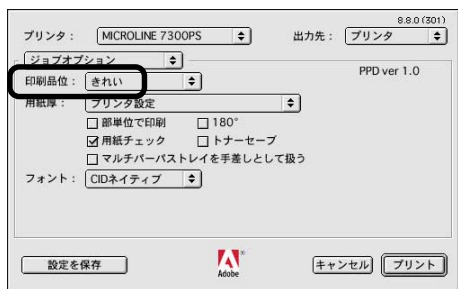 8.8.0 (301)
プリンタ： MICROLINE 7300PS 出力先： プリンタ
ジョブオプション
PPD ver 1.0
印刷品位： きれい
用紙厚： プリンタ設定
部単位で印刷 180°
用紙チェック トナーセーブ
マルチパーパストレイを手差しとして扱う
フォント： CIDネイティブ
設定を保存 Adobe キャンセル プリント